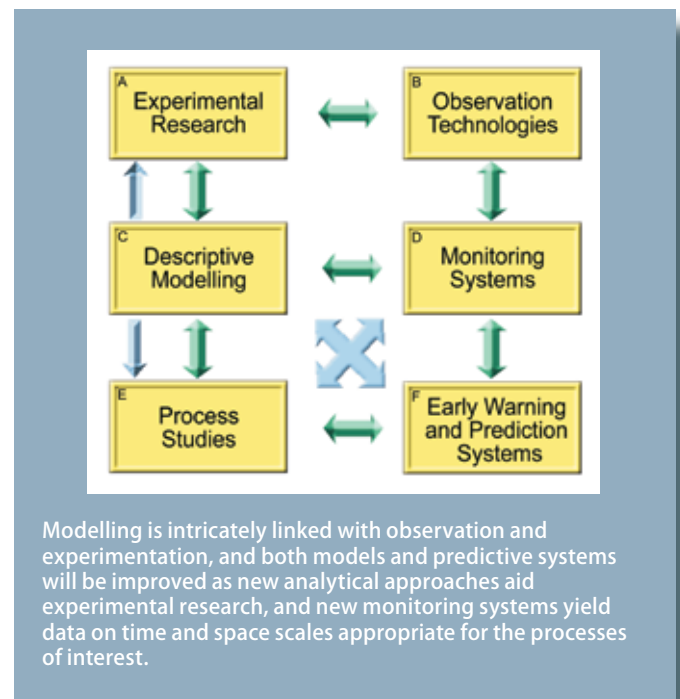 A
Experimental
Research
B
Observation
Technologies
C
Descriptive
Modelling
D
Monitoring
Systems
E
Process
Studies
F
Early Warning
and Prediction
Systems
Modelling is intricately linked with observation and
experimentation, and both models and predictive systems
will be improved as new analytical approaches aid
experimental research, and new monitoring systems yield
data on time and space scales appropriate for the processes
of interest.